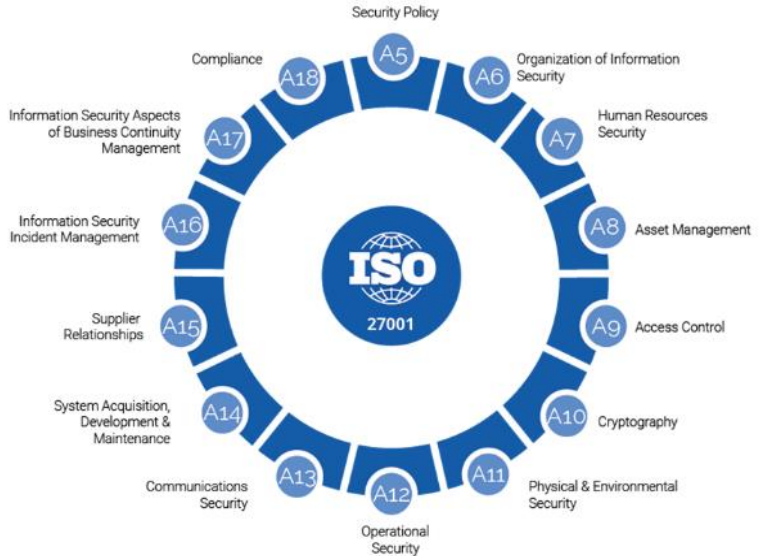 Security Policy
A5
Organization of Information
Security
A6
Human Resources
Security
A7
Asset Management
A8
Access Control
A9
Cryptography
A10
Physical & Environmental
Security
A11
Operational
Security
A12
Communications
Security
A13
System Acquisition,
Development &
Maintenance
A14
Supplier
Relationships
A15
Information Security
Incident Management
A16
Information Security Aspects
of Business Continuity
Management
A17
Compliance
A18
ISO
27001